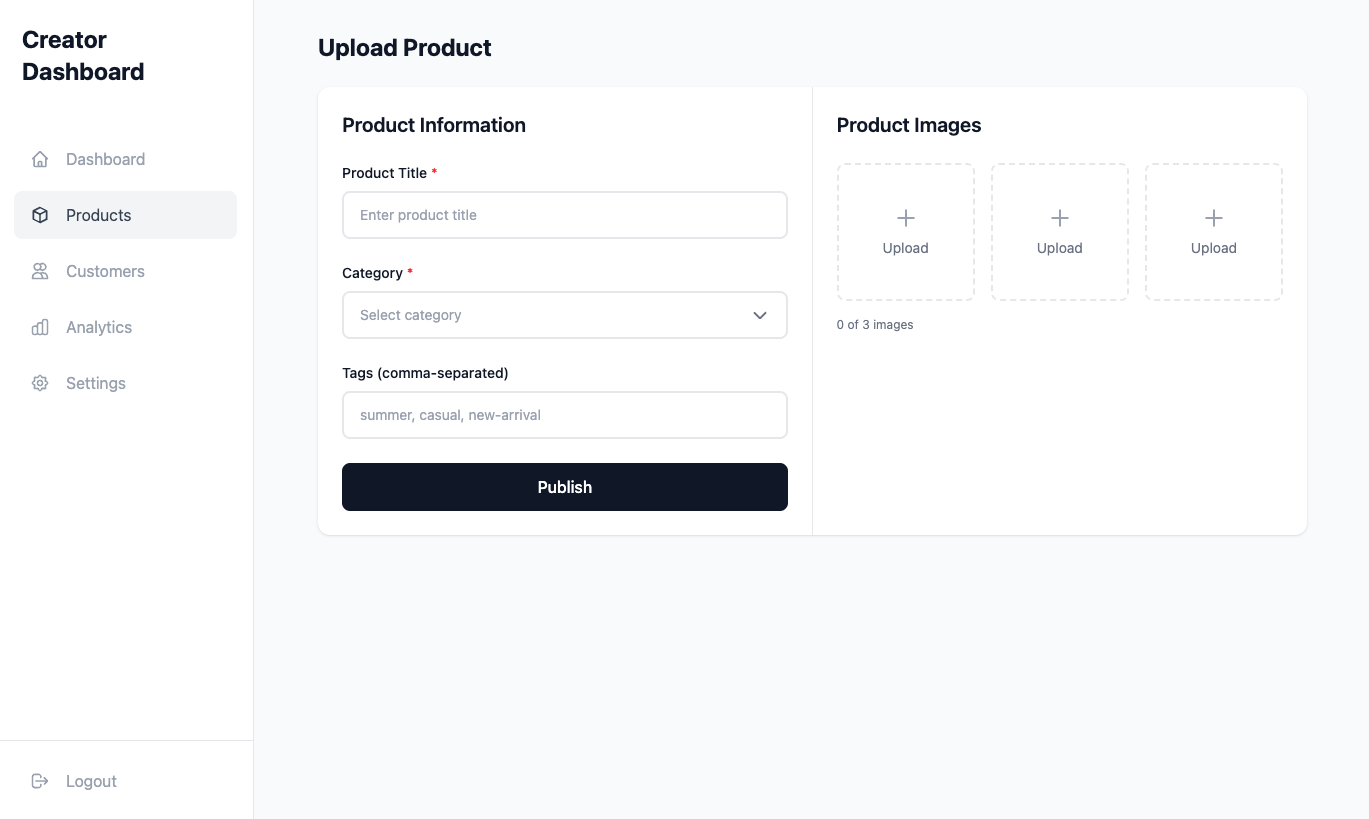 Creator
Dashboard
Dashboard
Products
Customers
Analytics
Settings
Logout
Upload Product
Product Information
Product Title *
Enter product title
Category *
Select category
Tags (comma-separated)
summer, casual, new-arrival
Publish
Product Images
Upload
Upload
Upload
0 of 3 images